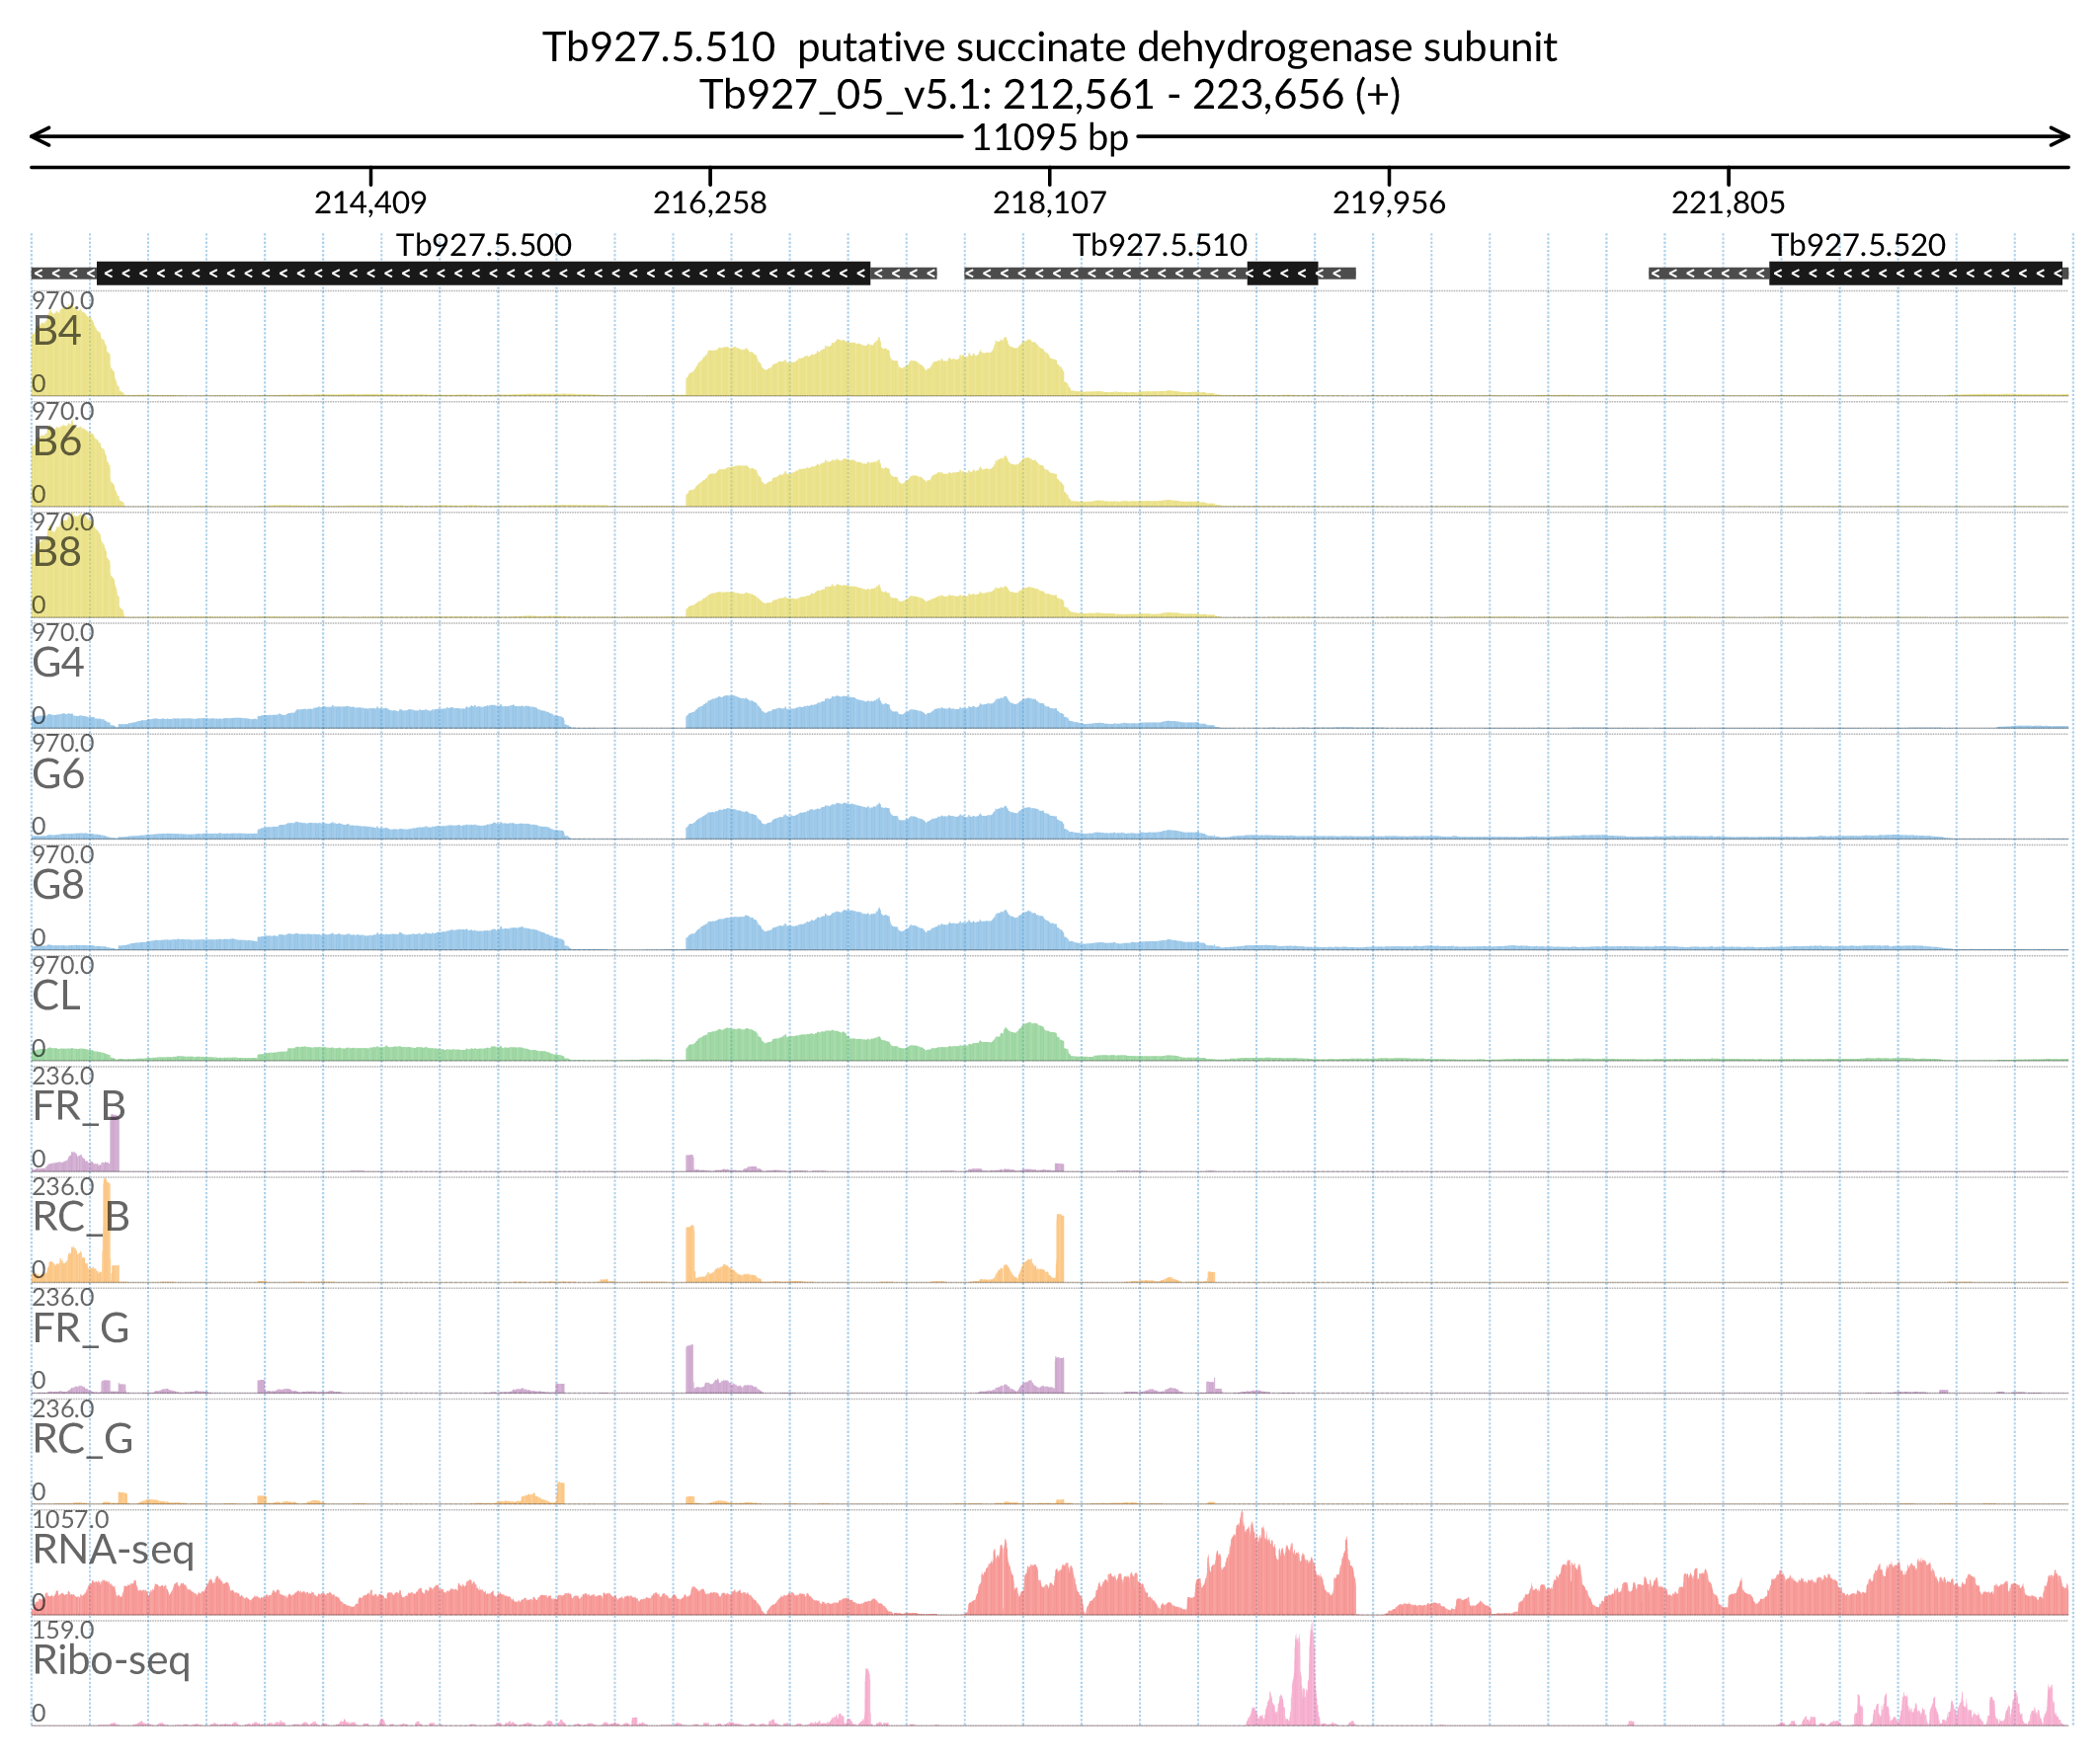 Tb927.5.510 putative succinate dehydrogenase subunit
Tb927_05_v5.1: 212,561 - 223,656 (+)
11095 bp
214,409 216,258 218,107 219,956 221,805
Tb927.5.500 Tb927.5.510 Tb927.5.520
970.0
B4
0
970.0
B6
0
970.0
B8
0
970.0
G4
0
970.0
G6
0
970.0
G8
0
970.0
CL
0
236.0
FR_B
0
236.0
RC_B
0
236.0
FR_G
0
236.0
RC_G
0
1057.0
RNA-seq
0
159.0
Ribo-seq
0